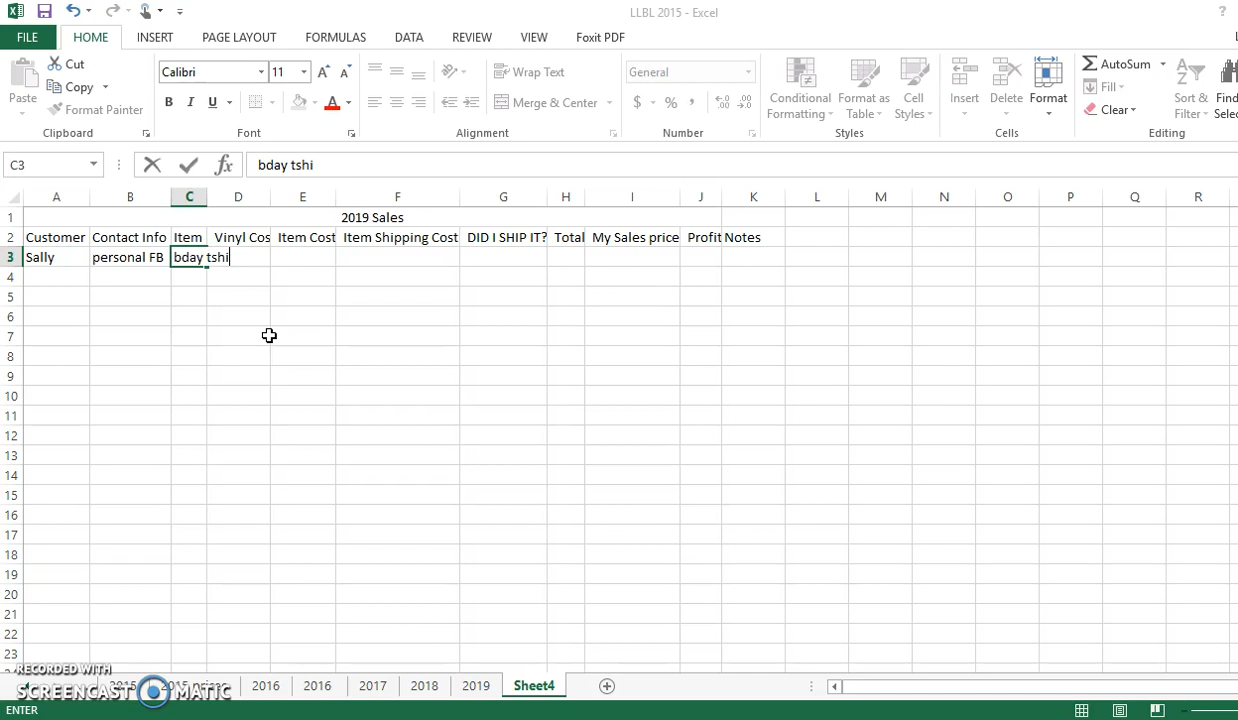 LLBL 2015 - Excel
?
FILE HOME INSERT PAGE LAYOUT FORMULAS DATA REVIEW VIEW Foxit PDF
Paste Cut Copy Format Painter
Clipboard
Calibri 11
B I U
Font
Wrap Text
Merge & Center
Alignment
General
$ % ,
Number
Conditional Formatting
Format as Table
Cell Styles
Styles
Insert Delete Format
Cells
AutoSum
Fill
Clear
Sort & Filter
Editing
C3 fx bday tshi
A B C D E F G H I J K L M N O P Q R
1 2019 Sales
2 Customer Contact Info Item Vinyl Cos Item Cost Item Shipping Cost DID I SHIP IT? Total My Sales price Profit Notes
3 Sally personal FB bday tshi
4
5
6
7
8
9
10
11
12
13
14
15
16
17
18
19
20
21
22
23
RECORDED WITH
SCREENCAST MATIC
2016 2016 2017 2018 2019 Sheet4
ENTER